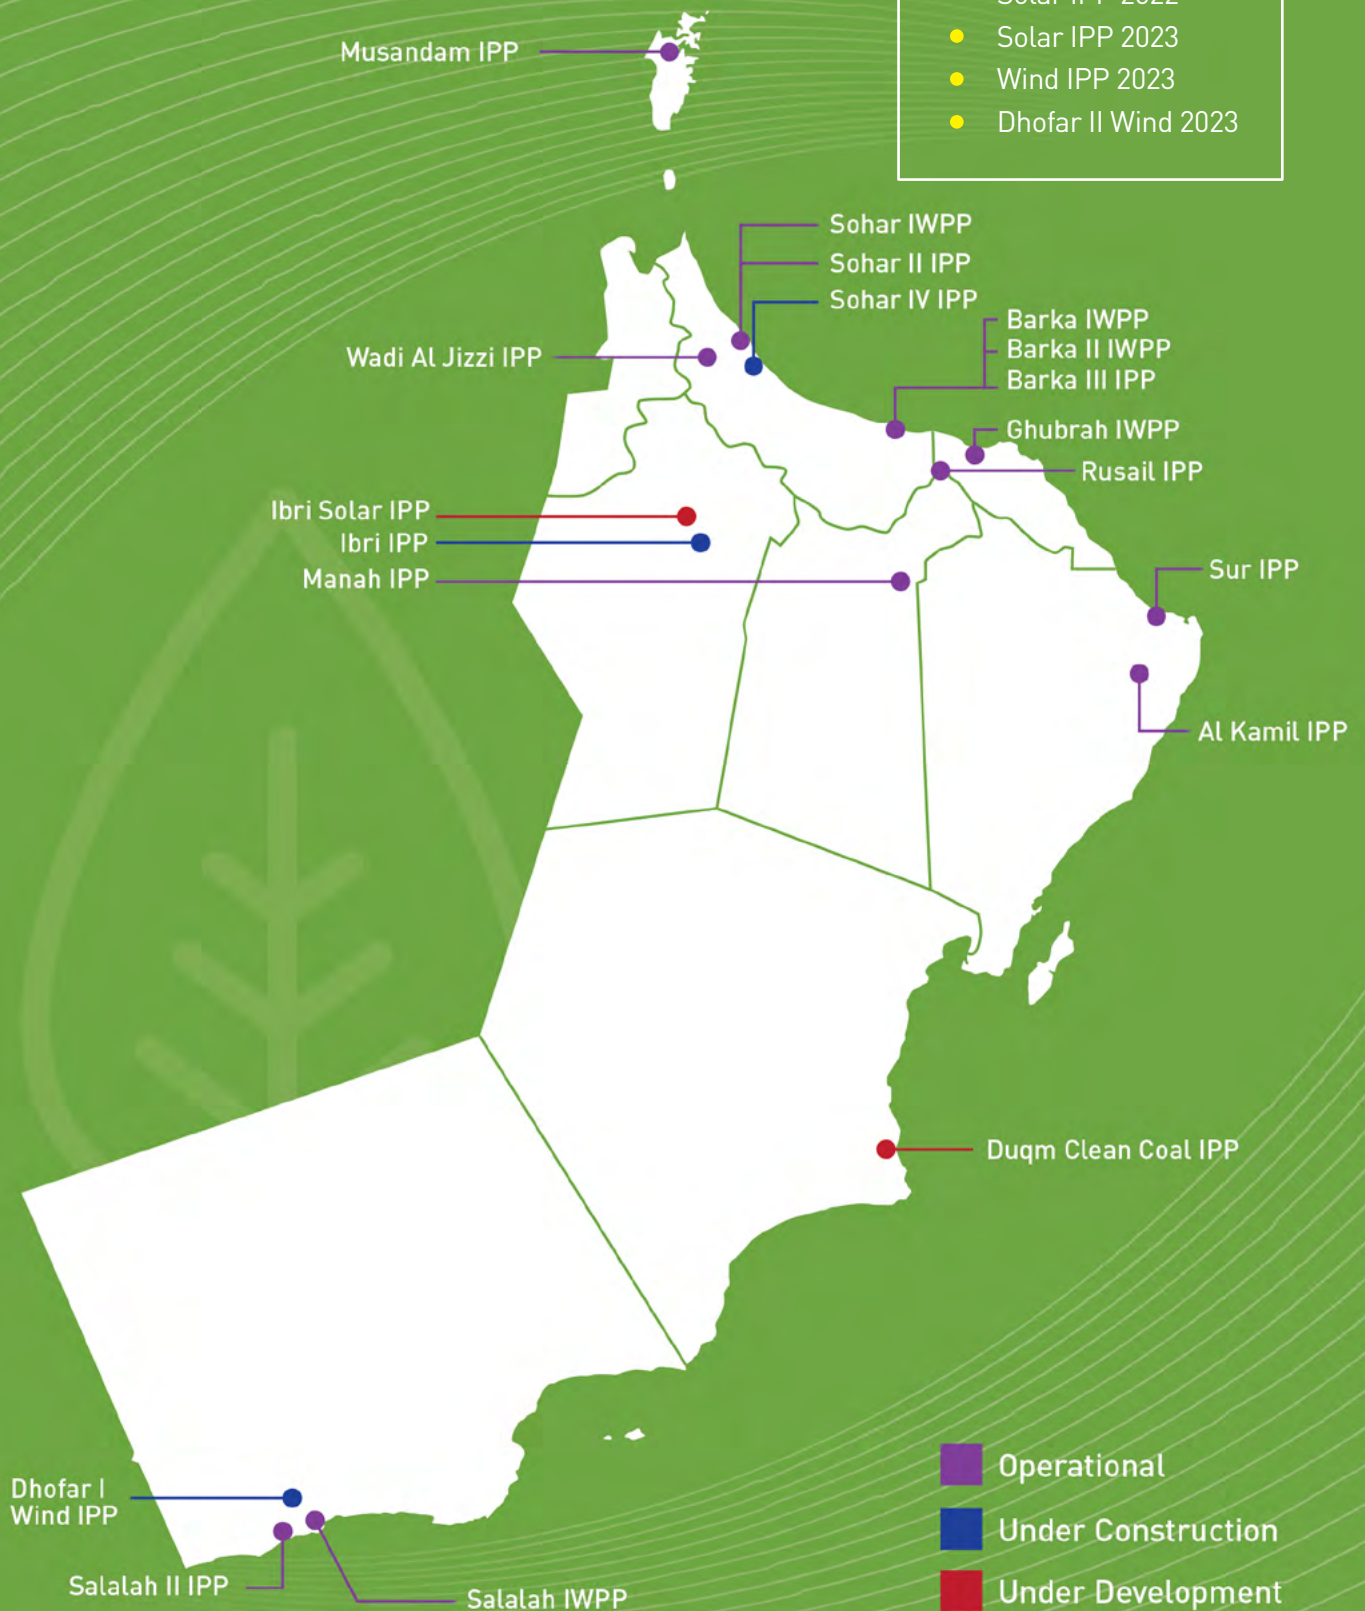 Solar IPP 2022
Solar IPP 2023
Wind IPP 2023
Dhofar II Wind 2023
Musandam IPP
Sohar IWPP
Sohar II IPP
Sohar IV IPP
Barka IWPP
Barka II IWPP
Barka III IPP
Wadi Al Jizzi IPP
Ghubrah IWPP
Rusail IPP
Ibri Solar IPP
Ibri IPP
Manah IPP
Sur IPP
Al Kamil IPP
Duqm Clean Coal IPP
Dhofar I
Wind IPP
Salalah II IPP
Salalah IWPP
Operational
Under Construction
Under Development